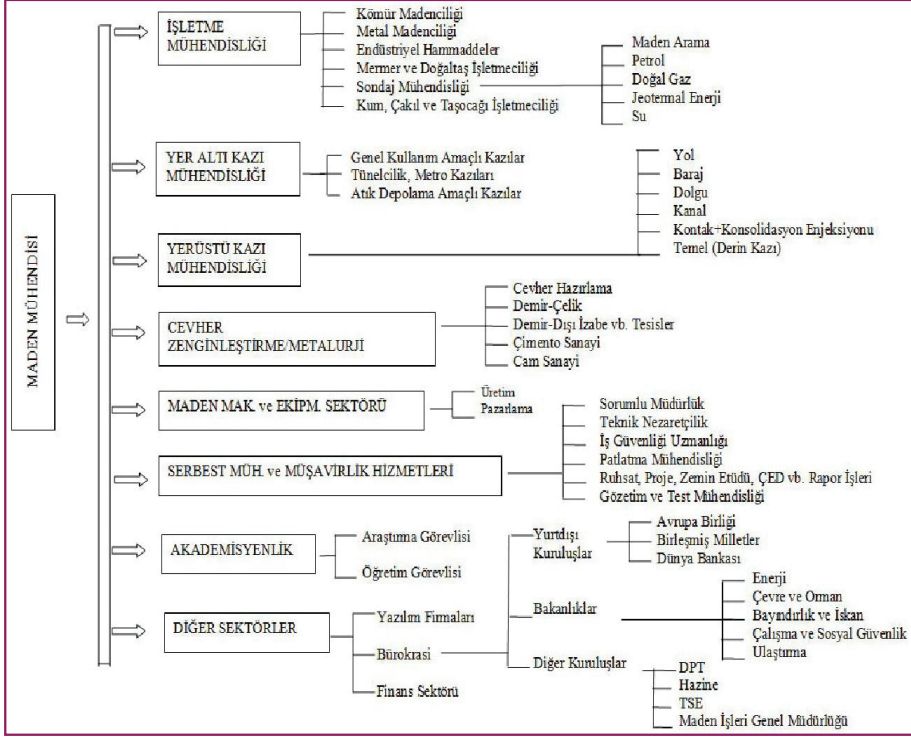 MADEN MÜHENDİSİ
İŞLETME
MÜHENDİSLİĞİ
Kömür Madenciliği
Metal Madenciliği
Endüstriyel Hammaddeler
Mermer ve Doğaltaş İşletmeciliği
Sondaj Mühendisliği
Kum, Çakıl ve Taşocağı İşletmeciliği
Maden Arama
Petrol
Doğal Gaz
Jeotermal Enerji
Su
YER ALTI KAZI
MÜHENDİSLİĞİ
Genel Kullanım Amaçlı Kazılar
Tünelcilik, Metro Kazıları
Atık Depolama Amaçlı Kazılar
YERÜSTÜ KAZI
MÜHENDİSLİĞİ
Yol
Baraj
Dolgu
Kanal
Kontak+Konsolidasyon Enjeksiyonu
Temel (Derin Kazı)
CEVHER
ZENGİNLEŞTİRME/METALURJİ
Cevher Hazırlama
Demir-Çelik
Demir-Dışı İzabe vb. Tesisler
Çimento Sanayi
Cam Sanayi
MADEN MAK. ve EKİPM. SEKTÖRÜ
Üretim
Pazarlama
SERBEST MÜH. ve MÜŞAVİRLİK HİZMETLERİ
Sorumlu Müdürlük
Teknik Nezaretçilik
İş Güvenliği Uzmanlığı
Patlatma Mühendisliği
Ruhsat, Proje, Zemin Etüdü, ÇED vb. Rapor İşleri
Gözetim ve Test Mühendisliği
AKADEMİSYENLİK
Araştırma Görevlisi
Öğretim Görevlisi
DİĞER SEKTÖRLER
Yazılım Firmaları
Bürokrasi
Finans Sektörü
Yurtdışı
Kuruluşlar
Avrupa Birliği
Birleşmiş Milletler
Dünya Bankası
Bakanlıklar
Enerji
Çevre ve Orman
Bayındırlık ve İskan
Çalışma ve Sosyal Güvenlik
Ulaştırma
Diğer Kuruluşlar
DPT
Hazine
TSE
Maden İşleri Genel Müdürlüğü